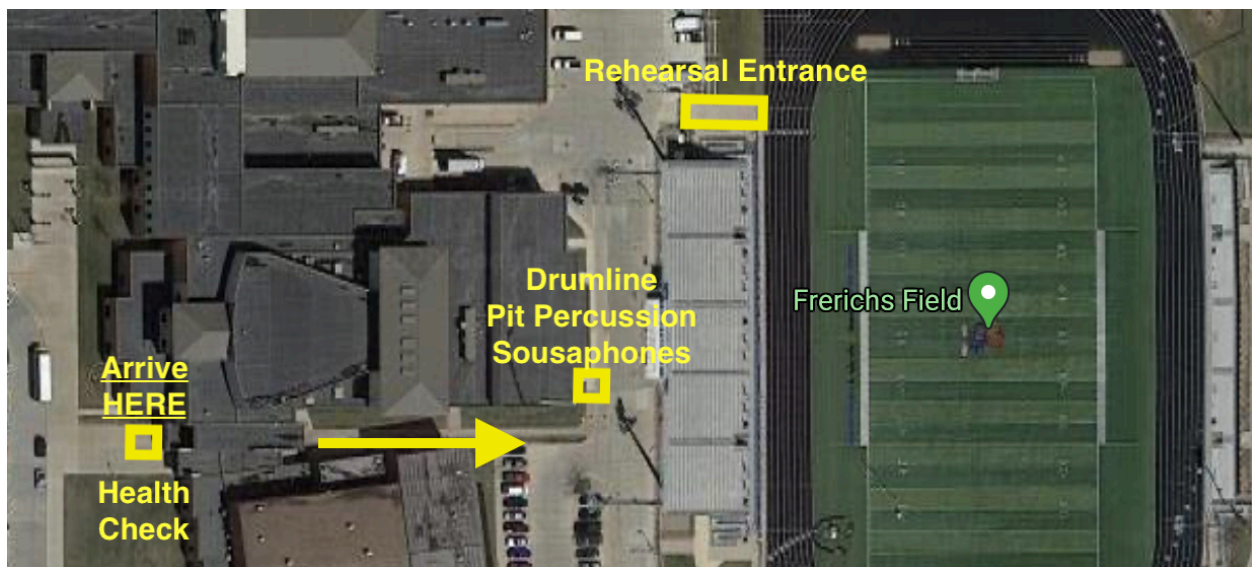 Rehearsal Entrance
Drumline
Pit Percussion
Sousaphones
Frerichs Field
Arrive
HERE
Health
Check